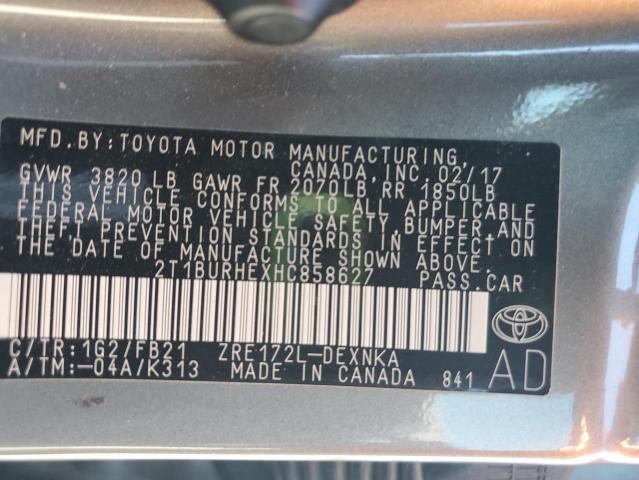 MFD.BY:TOYOTA MOTOR MANUFACTURING,
CANADA,INC. 02/17
GVWR 3820 LB GAWR FR 2070LB,RR 1850LB
THIS VEHICLE CONFORMS TO ALL APPLICABLE
FEDERAL MOTOR VEHICLE SAFETY,BUMPER,AND
THEFT PREVENTION STANDARDS IN EFFECT ON
THE DATE OF MANUFACTURE SHOWN ABOVE.
2T1BURHEXHC858627 PASS.CAR
C/TR:1G2/FB21 ZRE172L-DEXNKA
A/TM:-04A/K313 MADE IN CANADA 841
AD